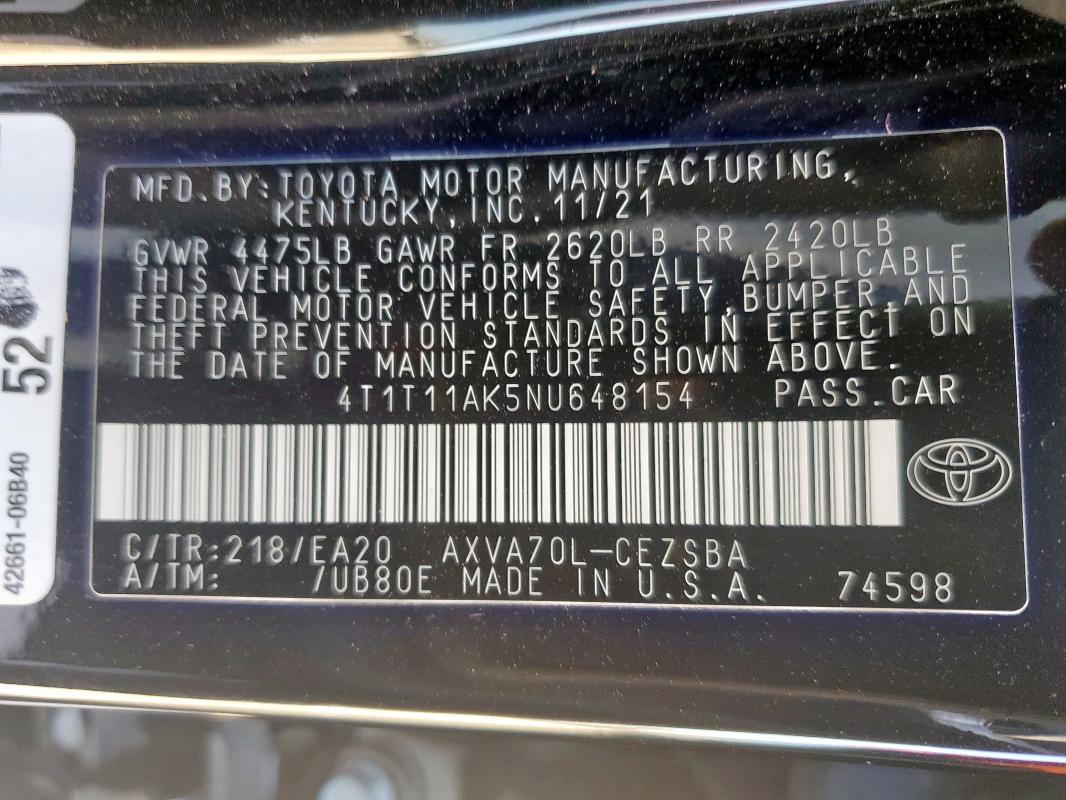 MFD.BY:TOYOTA MOTOR MANUFACTURING,
KENTUCKY,INC.11/21
GVWR 4475LB GAWR FR 2620LB RR 2420LB
THIS VEHICLE CONFORMS TO ALL APPLICABLE
FEDERAL MOTOR VEHICLE SAFETY,BUMPER,AND
THEFT PREVENTION STANDARDS IN EFFECT ON
THE DATE OF MANUFACTURE SHOWN ABOVE.
4T1T11AK5NU648154 PASS.CAR
C/TR:218/EA20 AXVA70L-CEZSBA
A/TM: /UB80E MADE IN U.S.A. 74598
42661-06B40
52